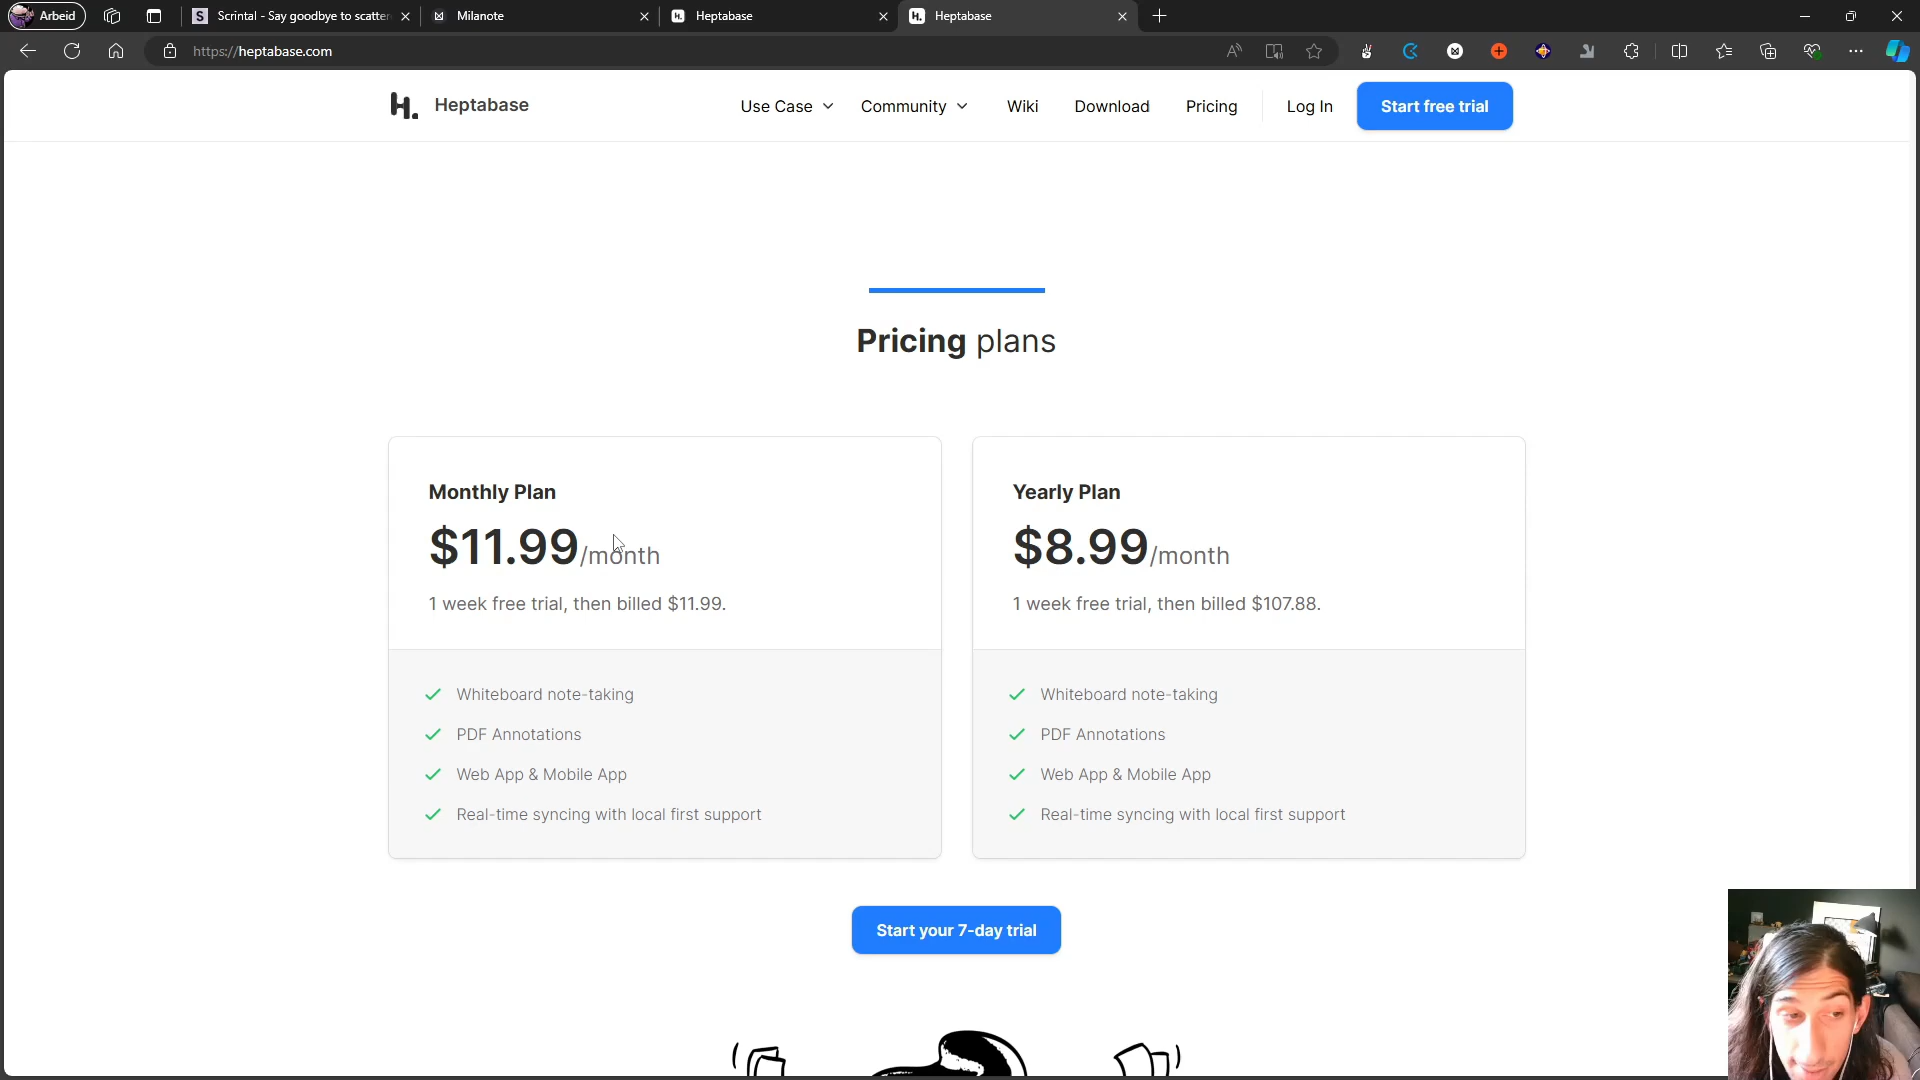 Arbeid
Scrintal - Say goodbye to scatter
Milanote
Heptabase
Heptabase
https://heptabase.com
H. Heptabase
Use Case
Community
Wiki
Download
Pricing
Log In
Start free trial
Pricing plans
Monthly Plan
$11.99/month
1 week free trial, then billed $11.99.
Whiteboard note-taking
PDF Annotations
Web App & Mobile App
Real-time syncing with local first support
Yearly Plan
$8.99/month
1 week free trial, then billed $107.88.
Whiteboard note-taking
PDF Annotations
Web App & Mobile App
Real-time syncing with local first support
Start your 7-day trial